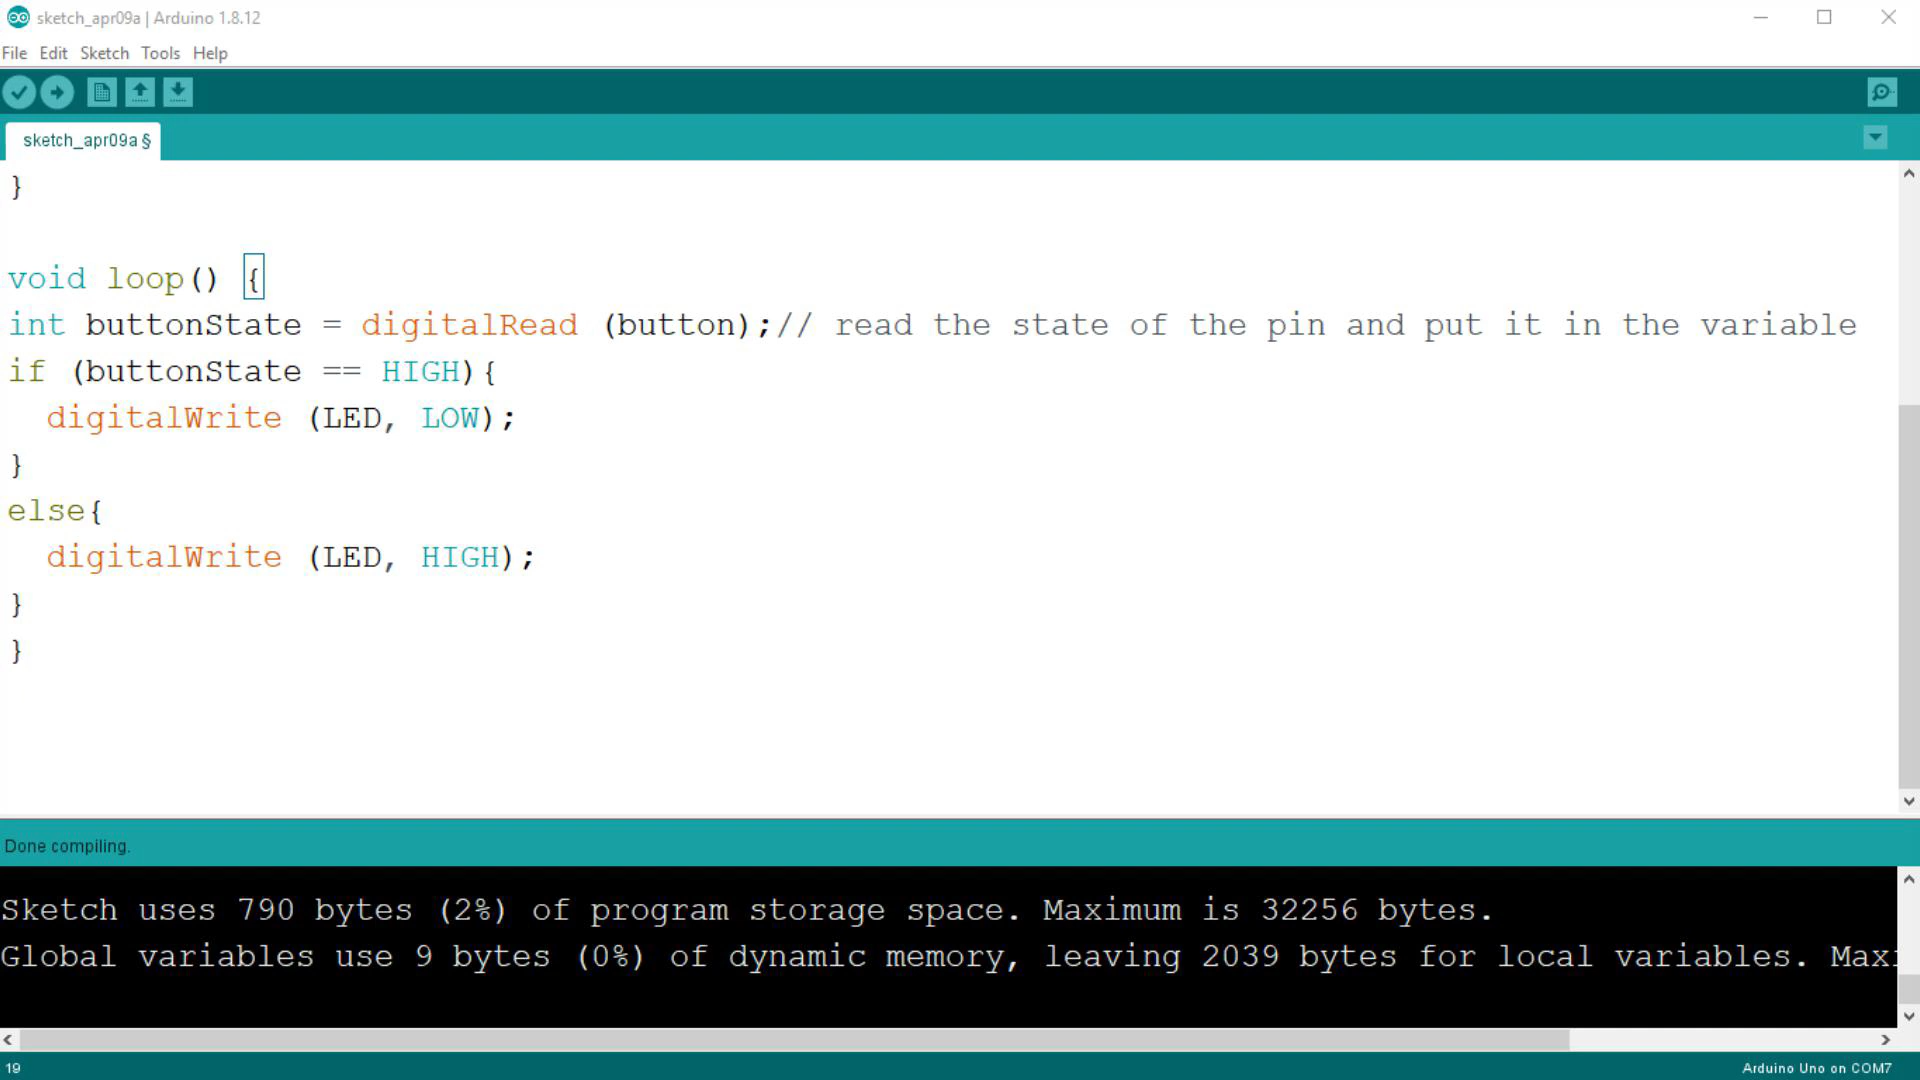 sketch_apr09a | Arduino 1.8.12
File Edit Sketch Tools Help
sketch_apr09a §
}
void loop() {
int buttonState = digitalRead (button);// read the state of the pin and put it in the variable
if (buttonState == HIGH){
  digitalWrite (LED, LOW);
}
else{
  digitalWrite (LED, HIGH);
}
}
Done compiling.
Sketch uses 790 bytes (2%) of program storage space. Maximum is 32256 bytes.
Global variables use 9 bytes (0%) of dynamic memory, leaving 2039 bytes for local variables.
19
Arduino Uno on COM7